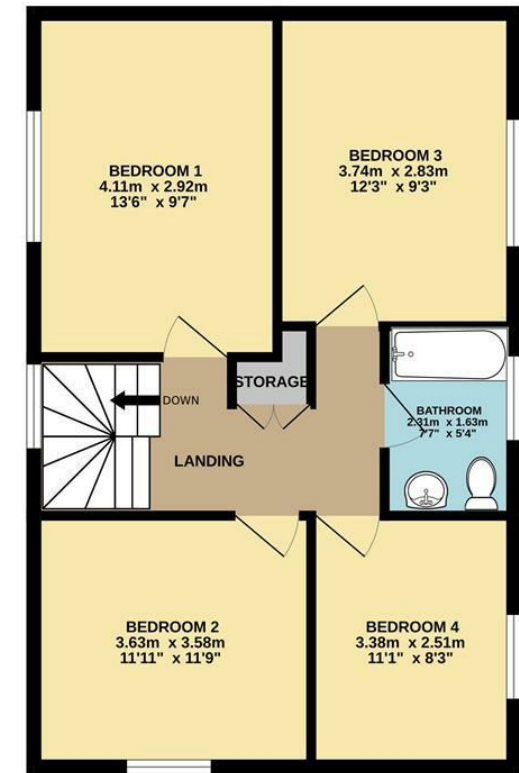 BEDROOM 1
4.11m x 2.92m
13'6" x 9'7"
BEDROOM 3
3.74m x 2.83m
12'3" x 9'3"
STORAGE
DOWN
BATHROOM
2.31m x 1.63m
7'7" x 5'4"
LANDING
BEDROOM 2
3.63m x 3.58m
11'11" x 11'9"
BEDROOM 4
3.38m x 2.51m
11'1" x 8'3"